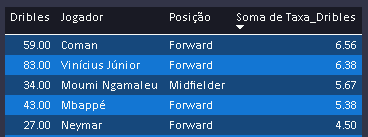 Dribles Jogador Posição Soma de Taxa_Dribles
59.00 Coman Forward 6.56
83.00 Vinícius Júnior Forward 6.38
34.00 Moumi Ngamaleu Midfielder 5.67
43.00 Mbappé Forward 5.38
27.00 Neymar Forward 4.50